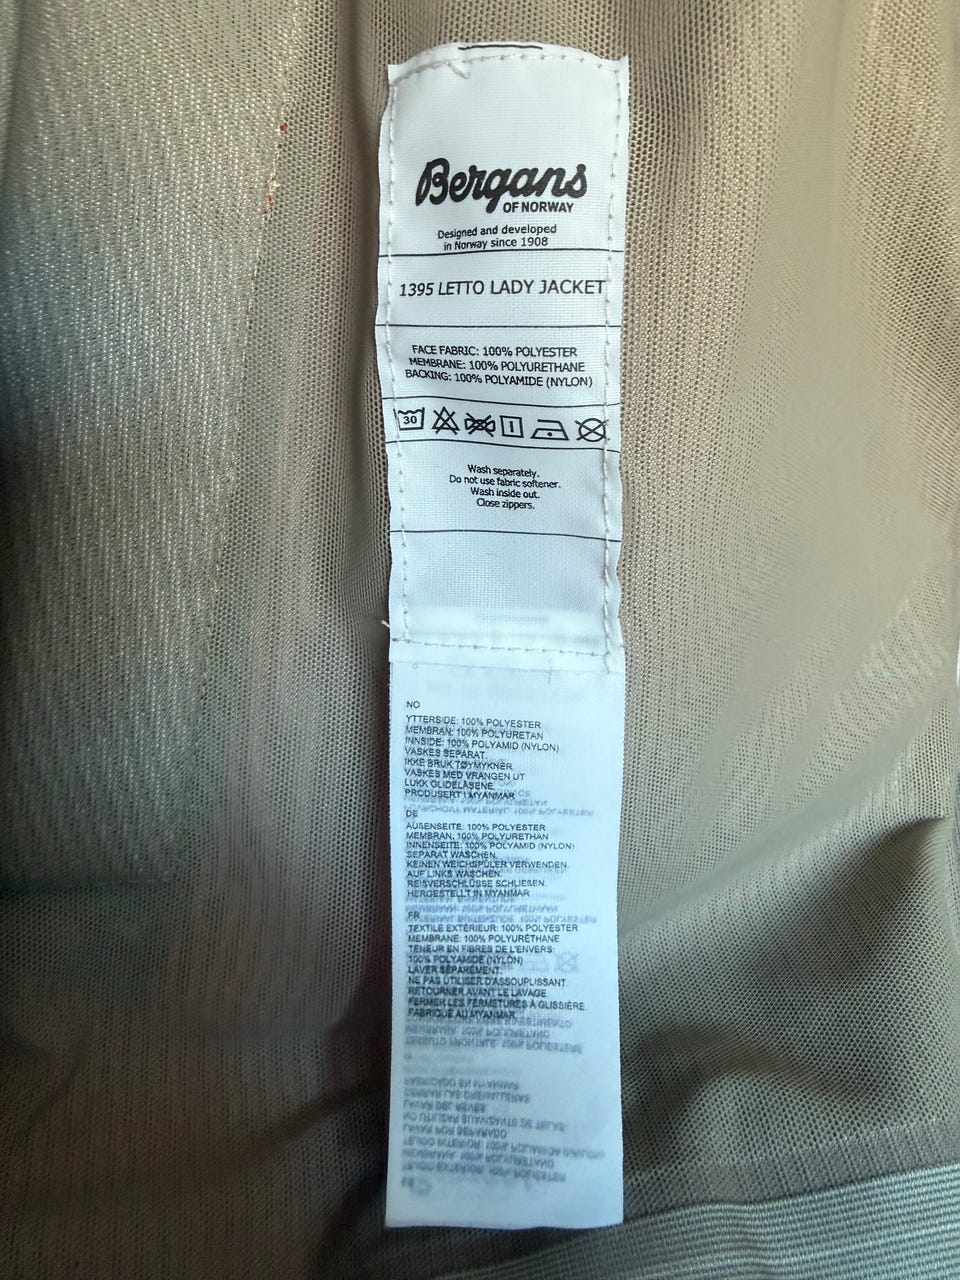 Bergans
OF NORWAY
Designed and developed
in Norway since 1908
1395 LETTO LADY JACKET
FACE FABRIC: 100% POLYESTER
MEMBRANE: 100% POLYURETHANE
BACKING: 100% POLYAMIDE (NYLON)
30
Wash separately.
Do not use fabric softener.
Wash inside out.
Close zippers.
NO
YTTERSIDE: 100% POLYESTER
MEMBRAN: 100% POLYURETAN
INNSIDE: 100% POLYAMID (NYLON)
VASKES SEPARAT.
IKKE BRUK TØYMYKNER.
VASKES MED VRANGEN UT
LUKK GLIDELÅSENE
PRODUSERT I MYANMAR
DE
AUßENSEITE: 100% POLYESTER
MEMBRAN: 100% POLYURETHAN
INNENSEITE: 100% POLYAMID (NYLON)
SEPARAT WASCHEN.
KEINEN WEICHSPÜLER VERWENDEN.
AUF LINKS WASCHEN.
REIßVERSCHLÜSSE SCHLIEßEN.
HERGESTELLT IN MYANMAR
FR
TEXTILE EXTÉRIEUR: 100% POLYESTER
MEMBRANE: 100% POLYURÉTHANE
TENEUR EN FIBRES DE L'ENVERS:
100% POLYAMIDE (NYLON)
LAVER SÉPARÉMENT.
NE PAS UTILISER D'ASSOUPLISSANT.
RETOURNER AVANT LE LAVAGE.
FERMER LES FERMETURES À GLISSIÈRE.
FABRIQUÉ AU MYANMAR